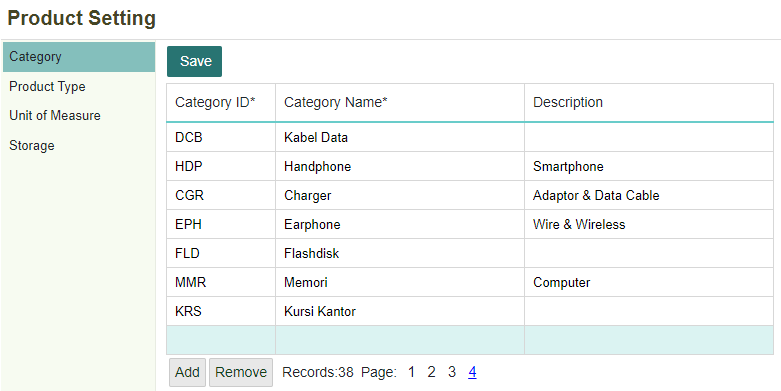 Product Setting
Category
Product Type
Unit of Measure
Storage
Save
Category ID* Category Name* Description
DCB Kabel Data
HDP Handphone Smartphone
CGR Charger Adaptor & Data Cable
EPH Earphone Wire & Wireless
FLD Flashdisk
MMR Memori Computer
KRS Kursi Kantor
Add Remove Records:38 Page: 1 2 3 4